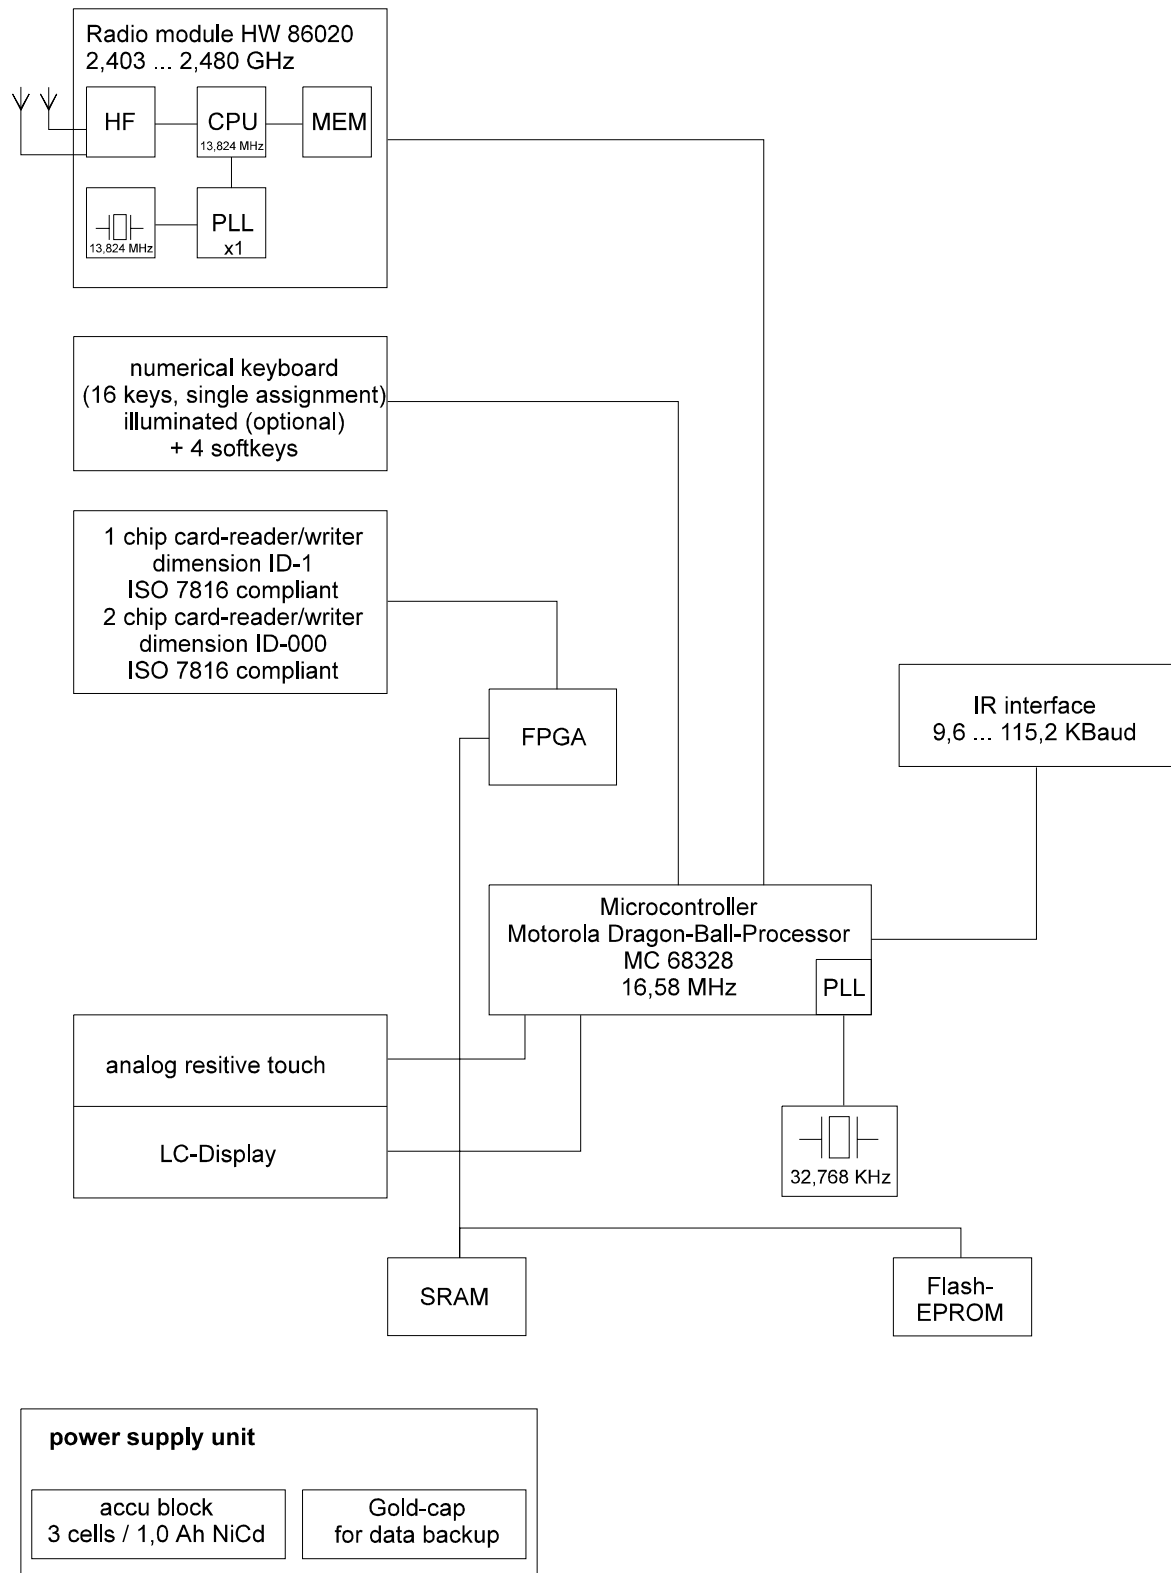 Radio module HW 86020
2,403 ... 2,480 GHz
HF
CPU
13,824 MHz
MEM
13,824 MHz
PLL
x1
numerical keyboard
(16 keys, single assignment)
illuminated (optional)
+ 4 softkeys
1 chip card-reader/writer
dimension ID-1
ISO 7816 compliant
2 chip card-reader/writer
dimension ID-000
ISO 7816 compliant
FPGA
IR interface
9,6 ... 115,2 KBaud
Microcontroller
Motorola Dragon-Ball-Processor
MC 68328
16,58 MHz
PLL
analog resitive touch
LC-Display
32,768 KHz
SRAM
Flash-
EPROM
power supply unit
accu block
3 cells / 1,0 Ah NiCd
Gold-cap
for data backup